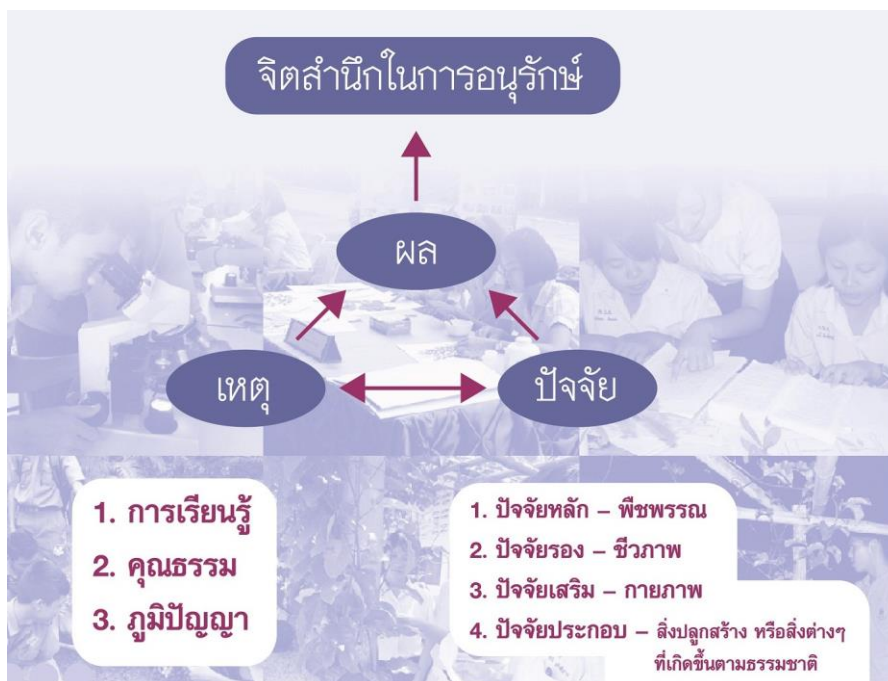 จิตสำนึกในการอนุรักษ์
ผล
เหตุ
ปัจจัย
1. การเรียนรู้
2. คุณธรรม
3. ภูมิปัญญา
1. ปัจจัยหลัก – พืชพรรณ
2. ปัจจัยรอง – ชีวภาพ
3. ปัจจัยเสริม – กายภาพ
4. ปัจจัยประกอบ – สิ่งปลูกสร้าง หรือสิ่งต่างๆ
ที่เกิดขึ้นตามธรรมชาติ